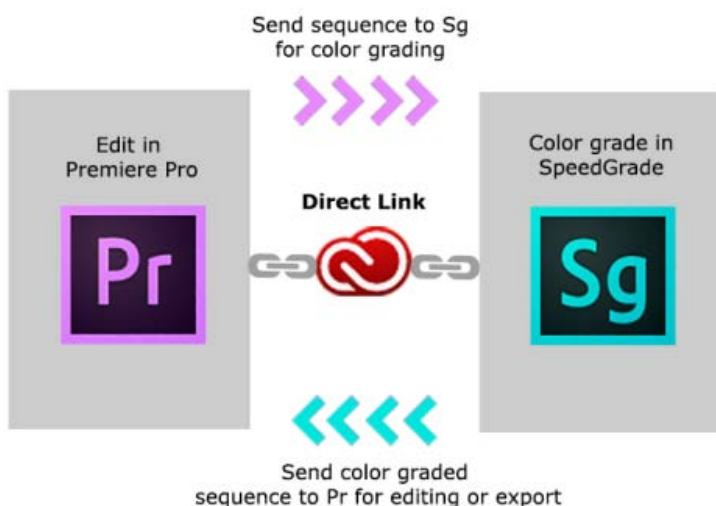 Send sequence to Sg
for color grading
Edit in
Premiere Pro
Pr
Direct Link
Color grade in
SpeedGrade
Sg
Send color graded
sequence to Pr for editing or export